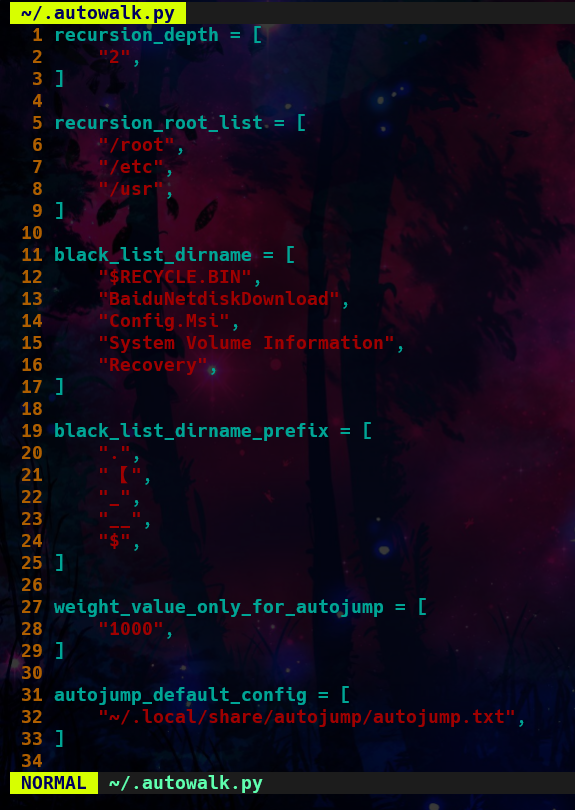 ~/.autowalk.py
1 recursion_depth = [
2     "2",
3 ]
4
5 recursion_root_list = [
6     "/root",
7     "/etc",
8     "/usr",
9 ]
10
11 black_list_dirname = [
12     "$RECYCLE.BIN",
13     "BaiduNetdiskDownload",
14     "Config.Msi",
15     "System Volume Information",
16     "Recovery",
17 ]
18
19 black_list_dirname_prefix = [
20     ".",
21     "【",
22     "_",
23     "__",
24     "$",
25 ]
26
27 weight_value_only_for_autojump = [
28     "1000",
29 ]
30
31 autojump_default_config = [
32     "~/.local/share/autojump/autojump.txt",
33 ]
34
NORMAL ~/.autowalk.py